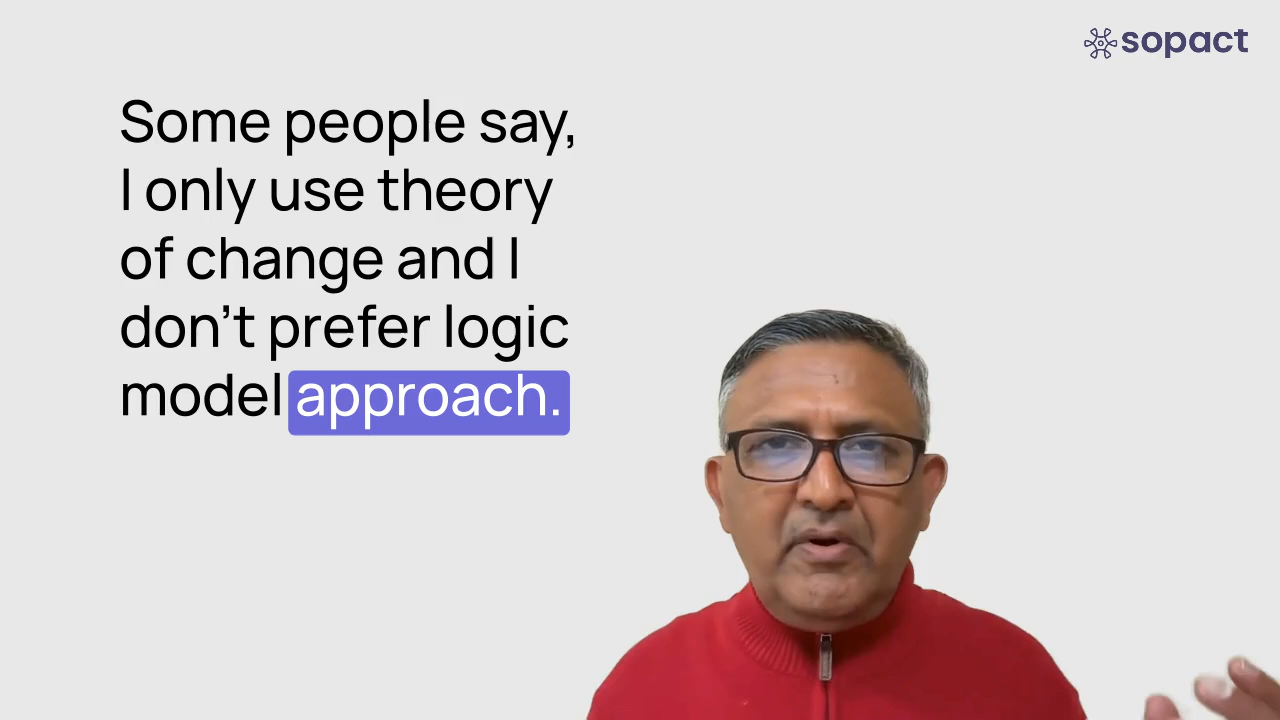 sopact
Some people say,
I only use theory
of change and I
don’t prefer logic
model approach.